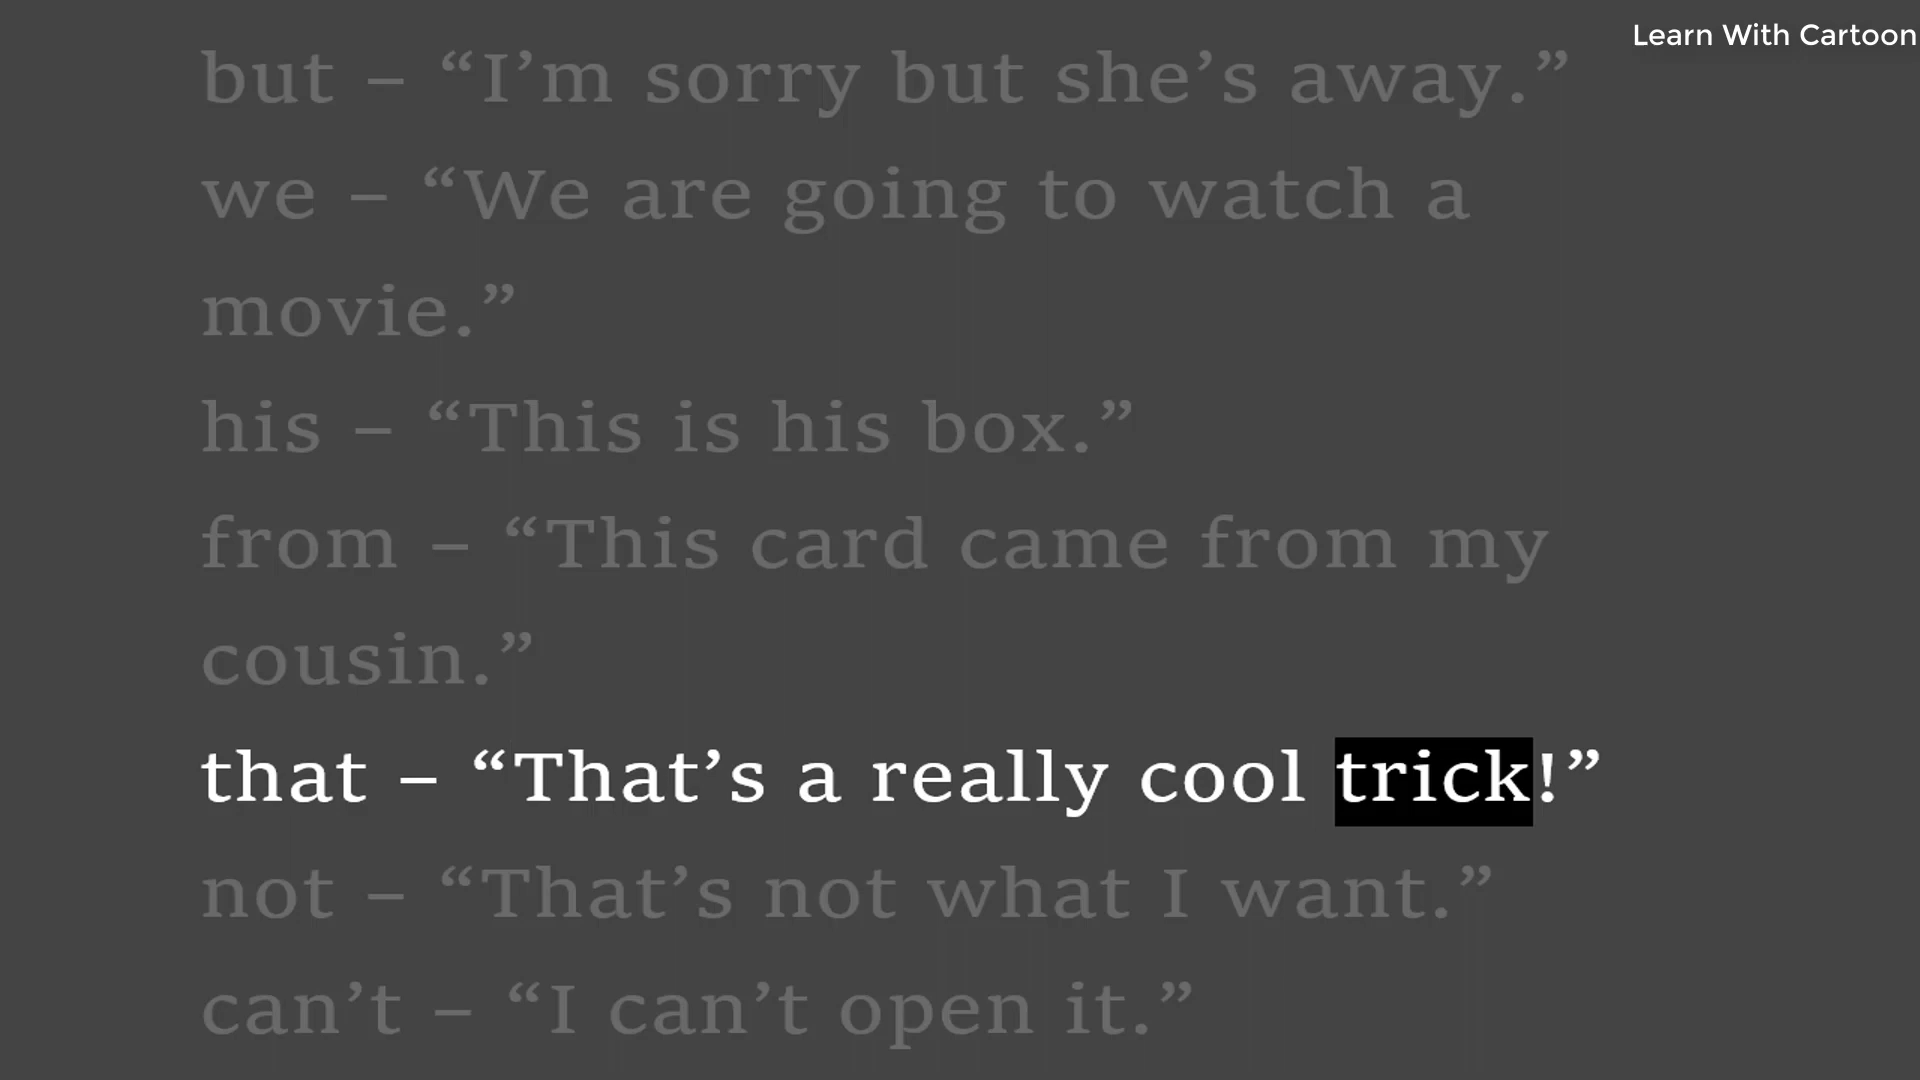 Learn With Cartoon
but – “I’m sorry but she’s away.”
we – “We are going to watch a
movie.”
his – “This is his box.”
from – “This card came from my
cousin.”
that – “That’s a really cool trick!”
not – “That’s not what I want.”
can’t – “I can’t open it.”